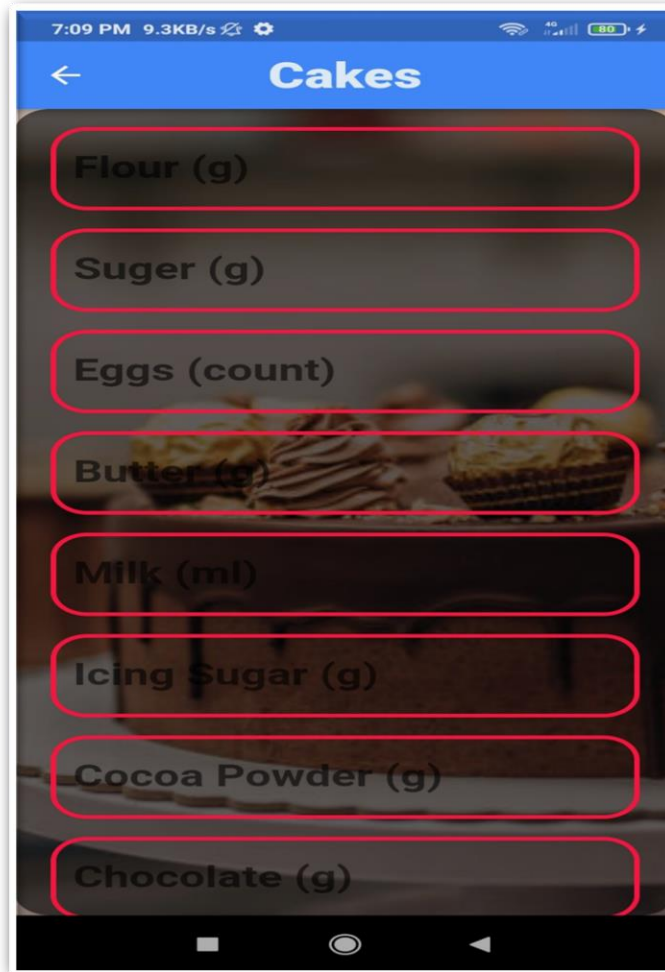 7:09 PM 9.3KB/s 4G 80
Cakes
Flour (g)
Suger (g)
Eggs (count)
Butter (g)
Milk (ml)
Icing Sugar (g)
Cocoa Powder (g)
Chocolate (g)